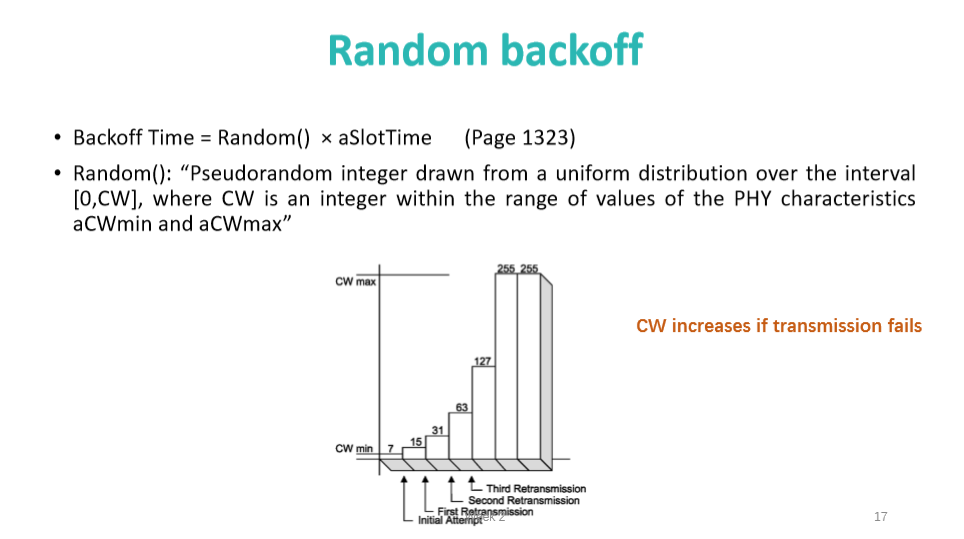 Random backoff
• Backoff Time = Random() × aSlotTime (Page 1323)
• Random(): “Pseudorandom integer drawn from a uniform distribution over the interval
[0,CW], where CW is an integer within the range of values of the PHY characteristics
aCWmin and aCWmax”
255 255
CW max
CW increases if transmission fails
127
63
31
15
CW min 7
Third Retransmission
Second Retransmission
First Retransmission
Initial Attempt
17